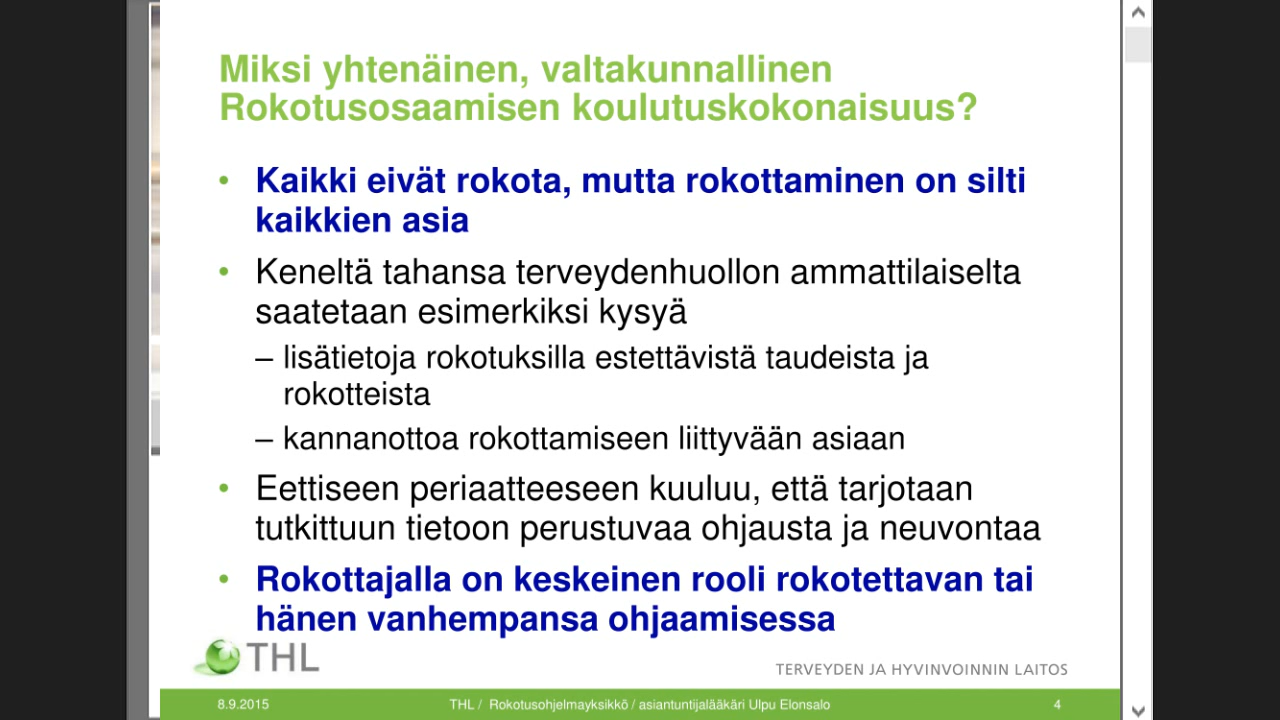 Miksi yhtenäinen, valtakunnallinen
Rokotusosaamisen koulutuskokonaisuus?
• Kaikki eivät rokota, mutta rokottaminen on silti
kaikkien asia
• Keneltä tahansa terveydenhuollon ammattilaiselta
saatetaan esimerkiksi kysyä
– lisätietoja rokotuksilla estettävistä taudeista ja
rokotteista
– kannanottoa rokottamiseen liittyvään asiaan
• Eettiseen periaatteeseen kuuluu, että tarjotaan
tutkittuun tietoon perustuvaa ohjausta ja neuvontaa
• Rokottajalla on keskeinen rooli rokotettavan tai
hänen vanhempansa ohjaamisessa
THL
TERVEYDEN JA HYVINVOINNIN LAITOS
8.9.2015
THL / Rokotusohjelmayksikkö / asiantuntijalääkäri Ulpu Elonsalo
4